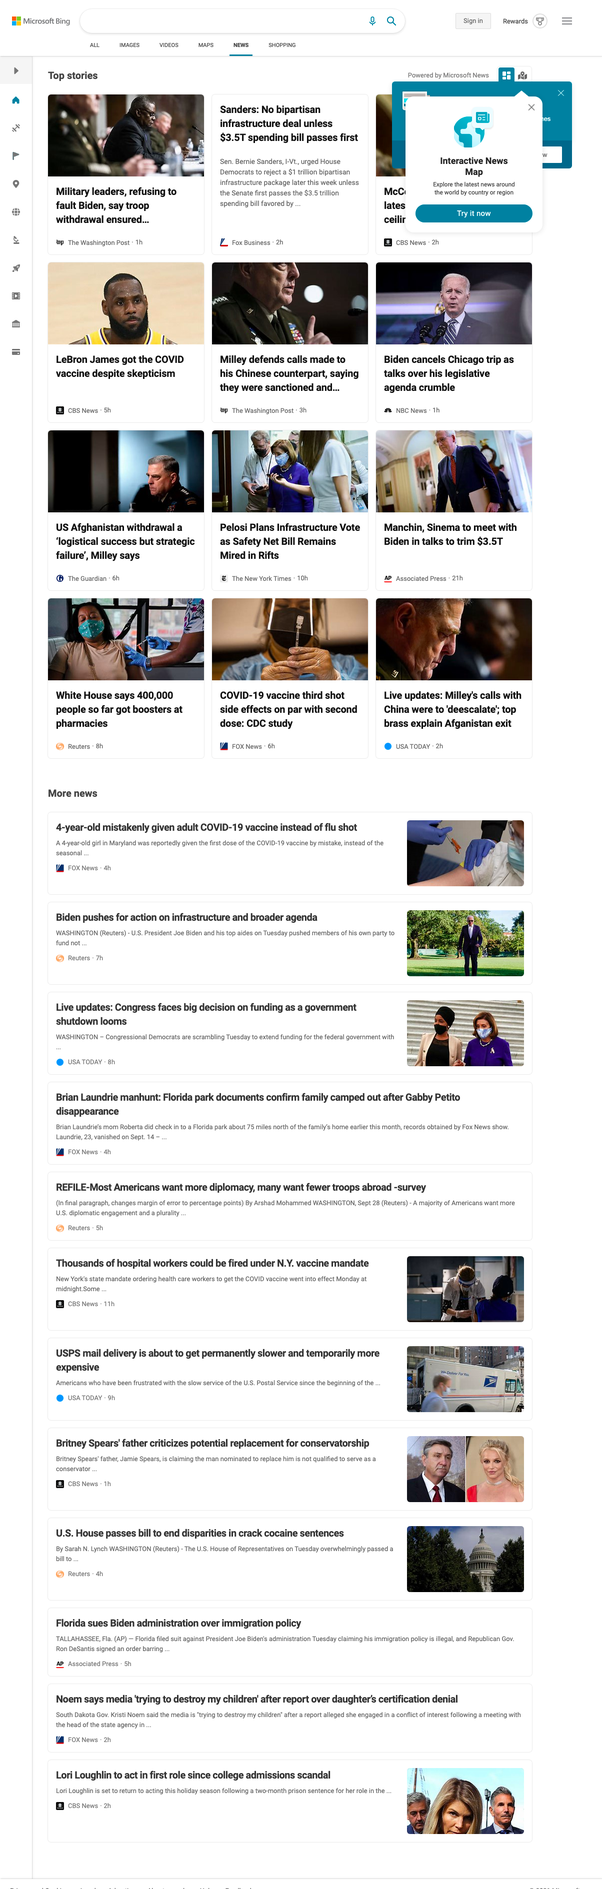 Microsoft Bing
Sign in
Rewards
ALL
IMAGES
VIDEOS
MAPS
NEWS
SHOPPING
Top stories
Powered by Microsoft News
Interactive News
Map
Explore the latest news around
the world by country or region
Try it now
Military leaders, refusing to
fault Biden, say troop
withdrawal ensured...
The Washington Post · 1h
Sanders: No bipartisan
infrastructure deal unless
$3.5T spending bill passes first
Sen. Bernie Sanders, I-Vt., urged House
Democrats to reject a $1 trillion bipartisan
infrastructure package later this week unless
the Senate first passes the $3.5 trillion
spending bill favored by ...
Fox Business · 2h
McC
lates
ceilin
CBS News · 2h
LeBron James got the COVID
vaccine despite skepticism
CBS News · 5h
Milley defends calls made to
his Chinese counterpart, saying
they were sanctioned and...
The Washington Post · 3h
Biden cancels Chicago trip as
talks over his legislative
agenda crumble
NBC News · 1h
US Afghanistan withdrawal a
‘logistical success but strategic
failure’, Milley says
The Guardian · 6h
Pelosi Plans Infrastructure Vote
as Safety Net Bill Remains
Mired in Rifts
The New York Times · 10h
Manchin, Sinema to meet with
Biden in talks to trim $3.5T
AP Associated Press · 21h
White House says 400,000
people so far got boosters at
pharmacies
Reuters · 8h
COVID-19 vaccine third shot
side effects on par with second
dose: CDC study
FOX News · 6h
Live updates: Milley's calls with
China were to 'deescalate'; top
brass explain Afganistan exit
USA TODAY · 2h
More news
4-year-old mistakenly given adult COVID-19 vaccine instead of flu shot
A 4-year-old girl in Maryland was reportedly given the first dose of the COVID-19 vaccine by mistake, instead of the
seasonal ...
FOX News · 4h
Biden pushes for action on infrastructure and broader agenda
WASHINGTON (Reuters) - U.S. President Joe Biden and his top aides on Tuesday pushed members of his own party to
fund not ...
Reuters · 7h
Live updates: Congress faces big decision on funding as a government
shutdown looms
WASHINGTON – Congressional Democrats are scrambling Tuesday to extend funding for the federal government with
...
USA TODAY · 8h
Brian Laundrie manhunt: Florida park documents confirm family camped out after Gabby Petito
disappearance
Brian Laundrie's mom Roberta did check in to a Florida park about 75 miles north of the family's home earlier this month, records obtained by Fox News show.
Laundrie, 23, vanished on Sept. 14 – ...
FOX News · 4h
REFILE-Most Americans want more diplomacy, many want fewer troops abroad -survey
(In final paragraph, changes margin of error to percentage points) By Arshad Mohammed WASHINGTON, Sept 28 (Reuters) - A majority of Americans want more
U.S. diplomatic engagement and a plurality ...
Reuters · 5h
Thousands of hospital workers could be fired under N.Y. vaccine mandate
New York's state mandate ordering health care workers to get the COVID vaccine went into effect Monday at
midnight.Some ...
CBS News · 11h
USPS mail delivery is about to get permanently slower and temporarily more
expensive
Americans who have been frustrated with the slow service of the U.S. Postal Service since the beginning of the ...
USA TODAY · 9h
Britney Spears' father criticizes potential replacement for conservatorship
Britney Spears' father, Jamie Spears, is claiming the man nominated to replace him is not qualified to serve as a
conservator ...
CBS News · 1h
U.S. House passes bill to end disparities in crack cocaine sentences
By Sarah N. Lynch WASHINGTON (Reuters) - The U.S. House of Representatives on Tuesday overwhelmingly passed a
bill to ...
Reuters · 4h
Florida sues Biden administration over immigration policy
TALLAHASSEE, Fla. (AP) — Florida filed suit against President Joe Biden's administration Tuesday claiming his immigration policy is illegal, and Republican Gov.
Ron DeSantis signed an order barring ...
AP Associated Press · 5h
Noem says media 'trying to destroy my children' after report over daughter's certification denial
South Dakota Gov. Kristi Noem said the media is "trying to destroy my children" after a report alleged she engaged in a conflict of interest following a meeting with
the head of the state agency in ...
FOX News · 2h
Lori Loughlin to act in first role since college admissions scandal
Lori Loughlin is set to return to acting this holiday season following a two-month prison sentence for her role in the ...
CBS News · 2h